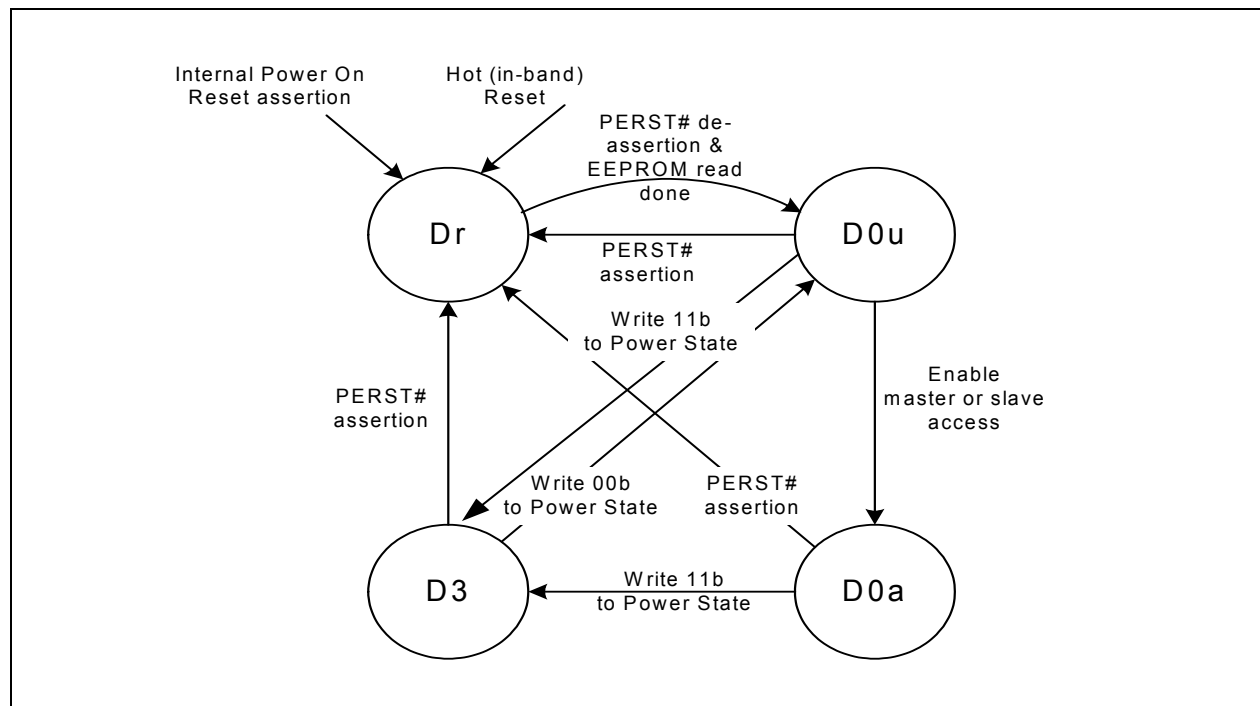 Internal Power On
Reset assertion
Hot (in-band)
Reset
PERST# de-
assertion &
EEPROM read
done
Dr
D0u
PERST#
assertion
Write 11b
to Power State
PERST#
assertion
Enable
master or slave
access
Write 00b
to Power State
PERST#
assertion
D3
Write 11b
to Power State
D0a